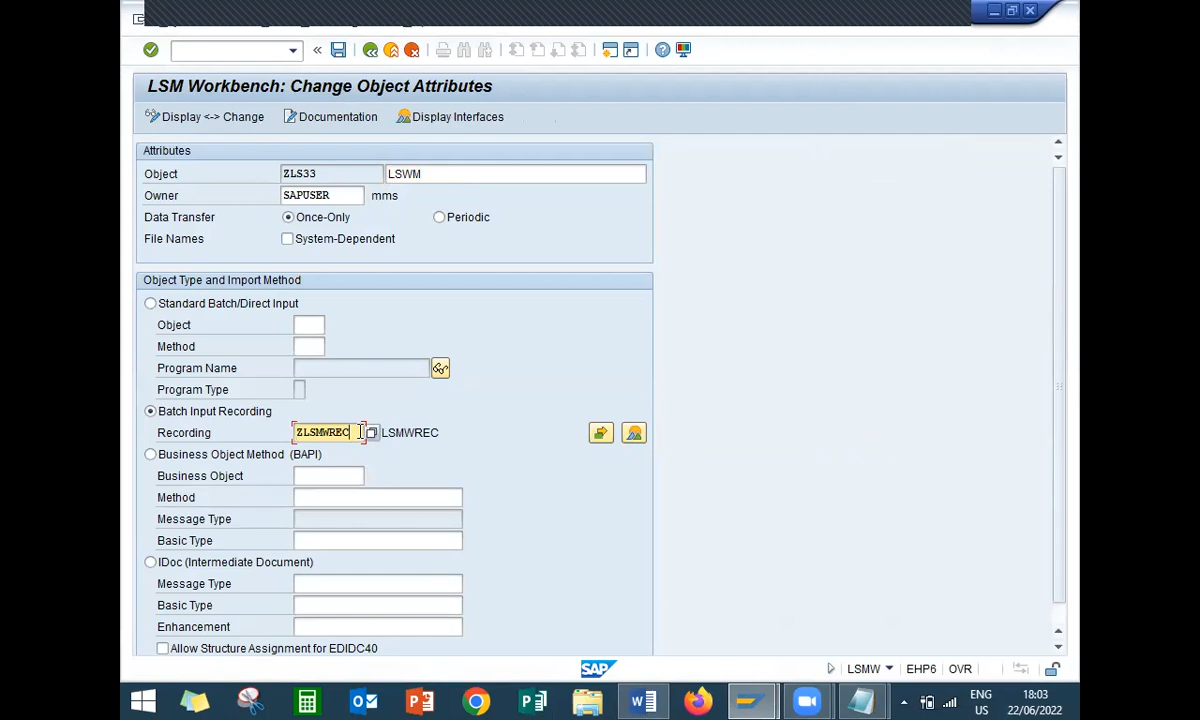 LSM Workbench: Change Object Attributes
Display <-> Change Documentation Display Interfaces
Attributes
Object ZLS33 LSWM
Owner SAPUSER mms
Data Transfer Once-Only Periodic
File Names System-Dependent
Object Type and Import Method
Standard Batch/Direct Input
Object
Method
Program Name
Program Type
Batch Input Recording
Recording ZLSMWREC LSMWREC
Business Object Method (BAPI)
Business Object
Method
Message Type
Basic Type
IDoc (Intermediate Document)
Message Type
Basic Type
Enhancement
Allow Structure Assignment for EDIDC40
SAP LSMW EHP6 OVR
ENG 18:03
US 22/06/2022